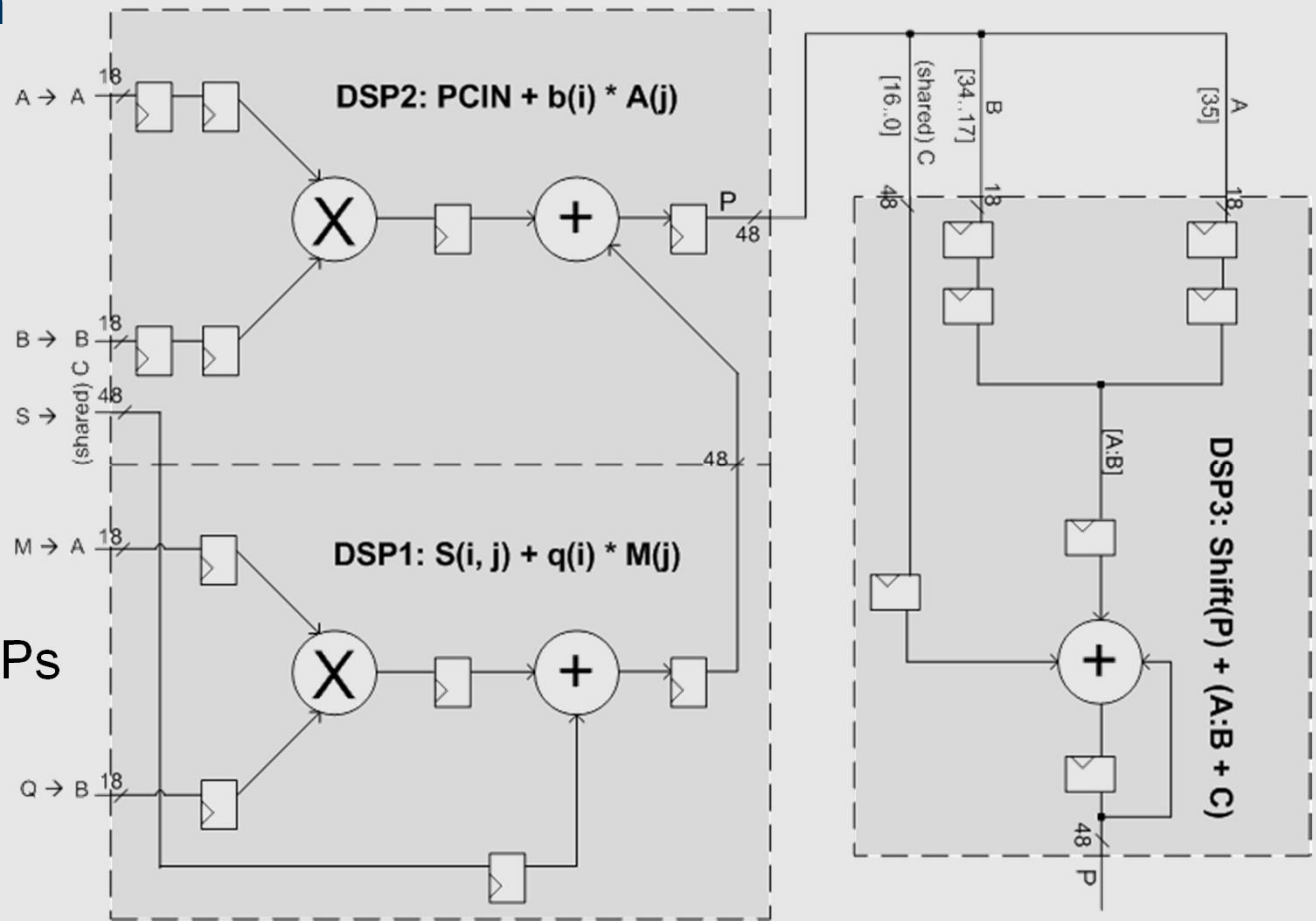 n
A → A
18
DSP2: PCIN + b(i) * A(j)
X
+
P
48
B → B
18
C (shared)
S →
48
48
M → A
18
DSP1: S(i, j) + q(i) * M(j)
Ps
X
+
Q → B
18
(shared) C
[16..0]
B
[34..17]
A
[35]
48
18
18
[A:B]
DSP3: Shift(P) + (A:B + C)
+
48
P